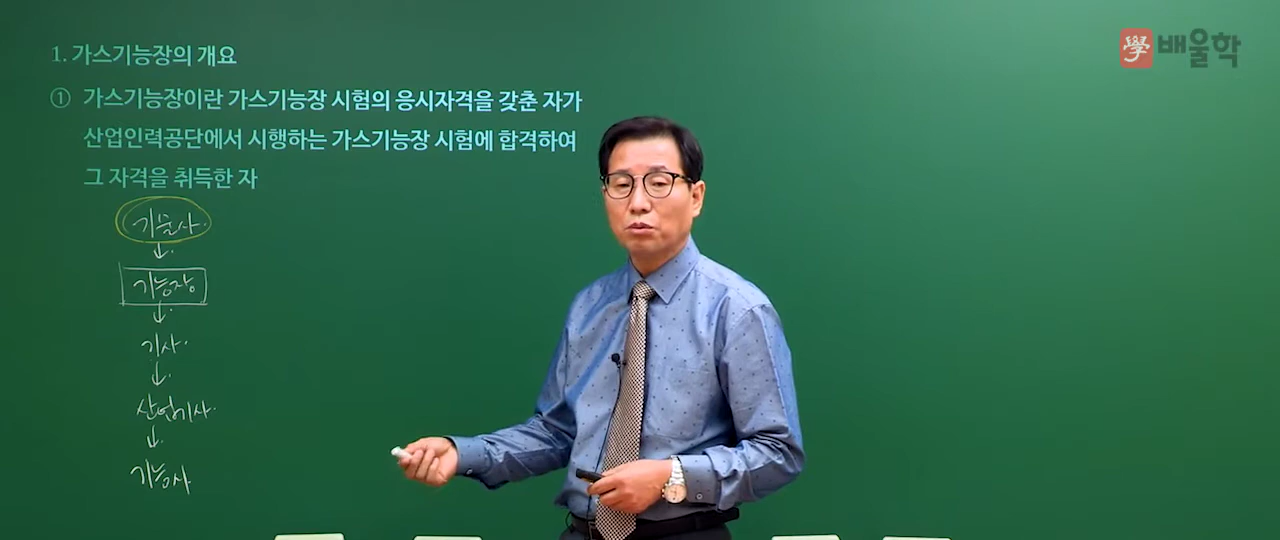 學 배울학
1. 가스기능장의 개요
① 가스기능장이란 가스기능장 시험의 응시자격을 갖춘 자가
산업인력공단에서 시행하는 가스기능장 시험에 합격하여
그 자격을 취득한 자
기술사
기능장
기사
산업기사
기능사